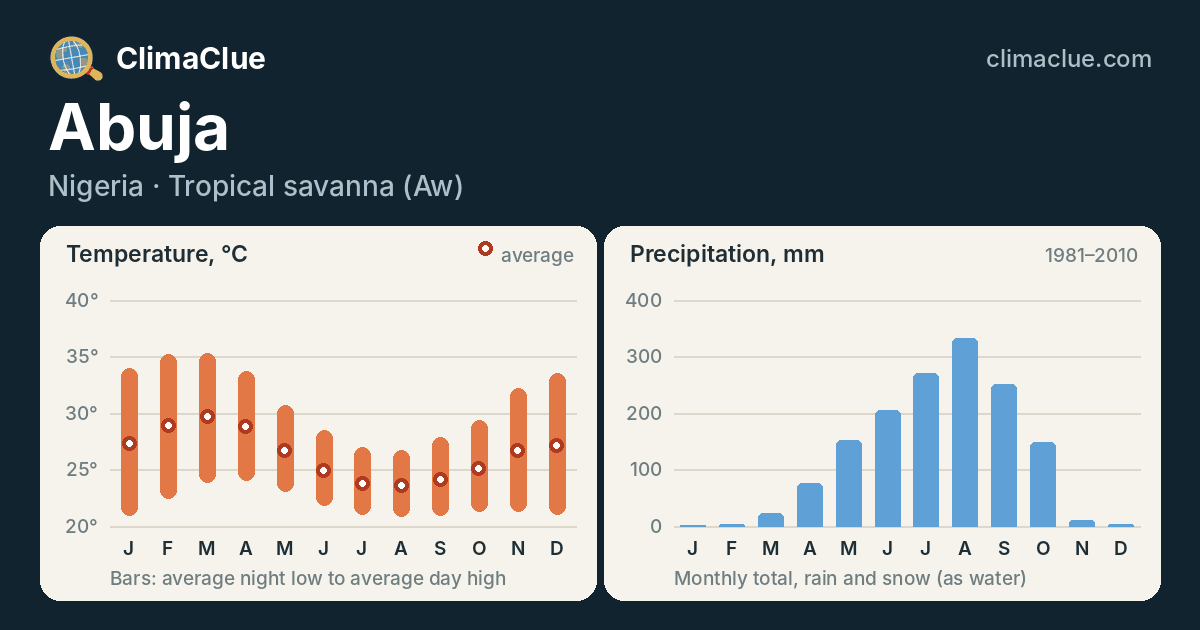 ClimaClue
climaclue.com
Abuja
Nigeria · Tropical savanna (Aw)
Temperature, °C
average
40°
35°
30°
25°
20°
J F M A M J J A S O N D
Bars: average night low to average day high
Precipitation, mm
1981–2010
400
300
200
100
0
J F M A M J J A S O N D
Monthly total, rain and snow (as water)